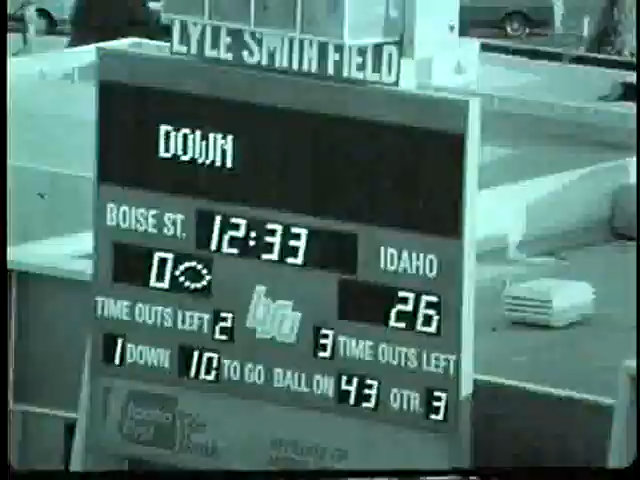 LYLE SMITH FIELD
DOWN
BOISE ST. 12:33 IDAHO
0 26
TIME OUTS LEFT 2 3 TIME OUTS LEFT
1 DOWN 10 TO GO BALL ON 43 QTR. 3